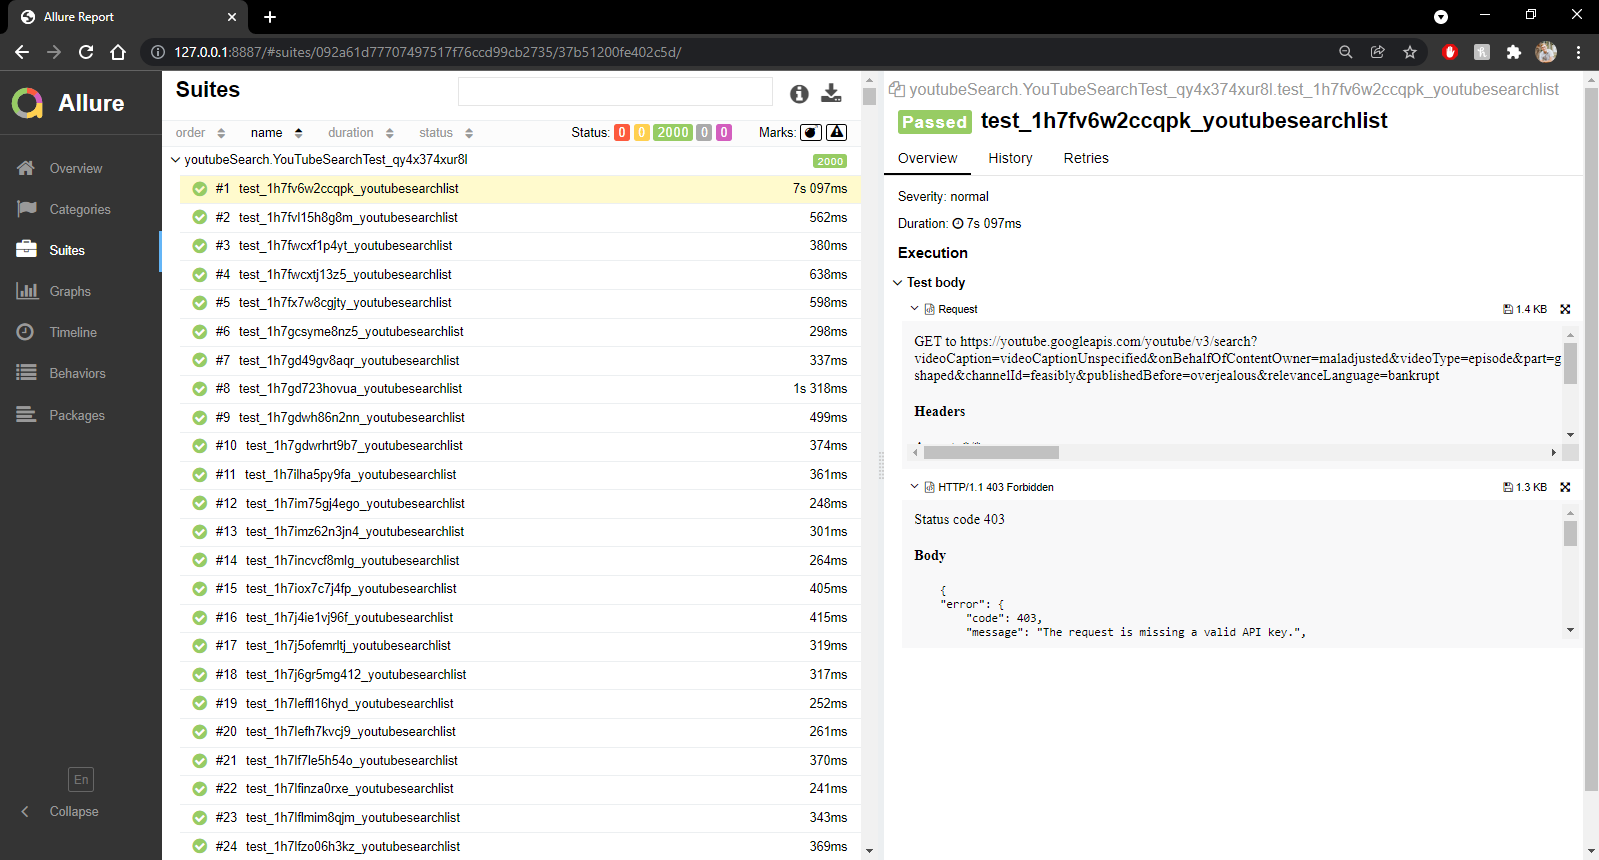 Allure Report
127.0.0.1:8887/#suites/092a61d77707497517f76ccd99cb2735/37b51200fe402c5d/
Allure
Overview
Categories
Suites
Graphs
Timeline
Behaviors
Packages
En
Collapse
Suites
order name duration status Status: 0 0 2000 0 0 Marks:
youtubeSearch.YouTubeSearchTest_qy4x374xur8l 2000
#1 test_1h7fv6w2ccqpk_youtubesearchlist 7s 097ms
#2 test_1h7fvl15h8g8m_youtubesearchlist 562ms
#3 test_1h7fwcxf1p4yt_youtubesearchlist 380ms
#4 test_1h7fwcxtj13z5_youtubesearchlist 638ms
#5 test_1h7fx7w8cgjty_youtubesearchlist 598ms
#6 test_1h7gcsyme8nz5_youtubesearchlist 298ms
#7 test_1h7gd49gv8aqr_youtubesearchlist 337ms
#8 test_1h7gd723hovua_youtubesearchlist 1s 318ms
#9 test_1h7gdwh86n2nn_youtubesearchlist 499ms
#10 test_1h7gdwrhrt9b7_youtubesearchlist 374ms
#11 test_1h7ilha5py9fa_youtubesearchlist 361ms
#12 test_1h7im75gj4ego_youtubesearchlist 248ms
#13 test_1h7imz62n3jn4_youtubesearchlist 301ms
#14 test_1h7incvcf8mlg_youtubesearchlist 264ms
#15 test_1h7iox7c7j4fp_youtubesearchlist 405ms
#16 test_1h7j4ie1vj96f_youtubesearchlist 415ms
#17 test_1h7j5ofemrltj_youtubesearchlist 319ms
#18 test_1h7j6gr5mg412_youtubesearchlist 317ms
#19 test_1h7leffl16hyd_youtubesearchlist 252ms
#20 test_1h7lefh7kvcj9_youtubesearchlist 261ms
#21 test_1h7lf7le5h54o_youtubesearchlist 370ms
#22 test_1h7lfinza0rxe_youtubesearchlist 241ms
#23 test_1h7lflmim8qjm_youtubesearchlist 343ms
#24 test_1h7lfzo06h3kz_youtubesearchlist 369ms
youtubeSearch.YouTubeSearchTest_qy4x374xur8l.test_1h7fv6w2ccqpk_youtubesearchlist
Passed test_1h7fv6w2ccqpk_youtubesearchlist
Overview History Retries
Severity: normal
Duration: 7s 097ms
Execution
Test body
Request 1.4 KB
GET to https://youtube.googleapis.com/youtube/v3/search?
videoCaption=videoCaptionUnspecified&onBehalfOfContentOwner=maladjusted&videoType=episode&part=g
shaped&channelId=feasibly&publishedBefore=overjealous&relevanceLanguage=bankrupt
Headers
HTTP/1.1 403 Forbidden 1.3 KB
Status code 403
Body
{
"error": {
"code": 403,
"message": "The request is missing a valid API key.",